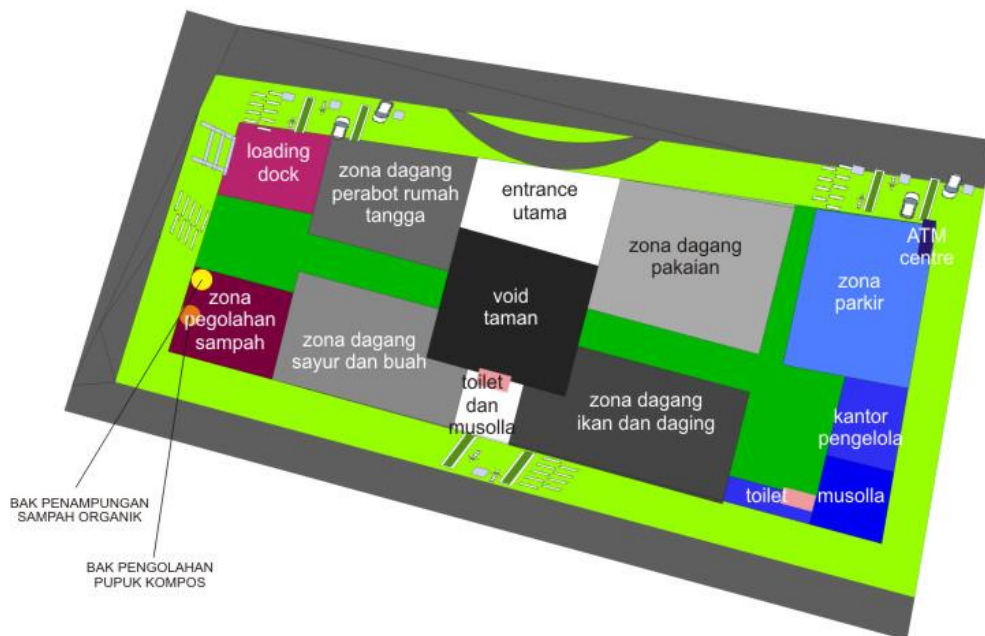 loading
dock
zona dagang
perabot rumah
tangga
entrance
utama
zona dagang
pakaian
ATM
centre
zona
parkir
zona
pegolahan
sampah
zona dagang
sayur dan buah
void
taman
toilet
dan
musolla
zona dagang
ikan dan daging
kantor
pengelola
toilet
musolla
BAK PENAMPUNGAN
SAMPAH ORGANIK
BAK PENGOLAHAN
PUPUK KOMPOS